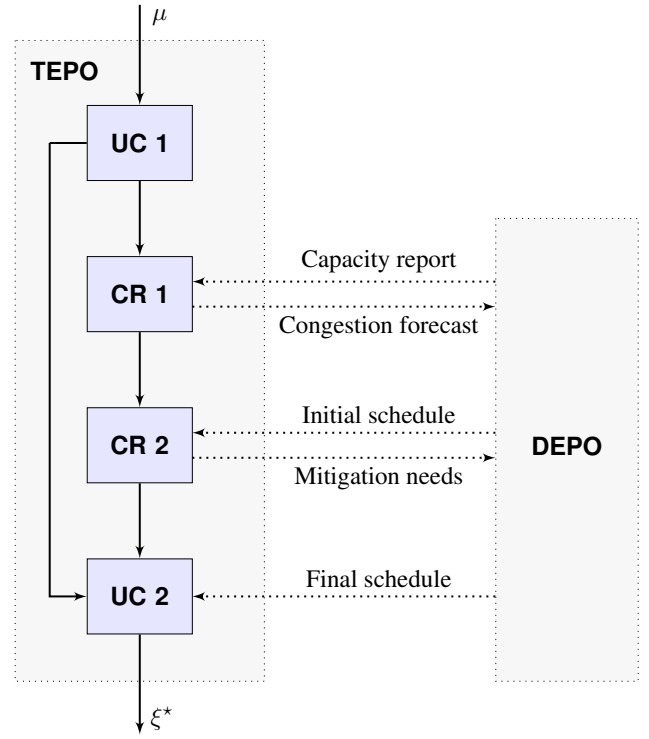 μ
TEPO
UC 1
Capacity report
CR 1
Congestion forecast
Initial schedule
CR 2
DEPO
Mitigation needs
Final schedule
UC 2
ξ⋆